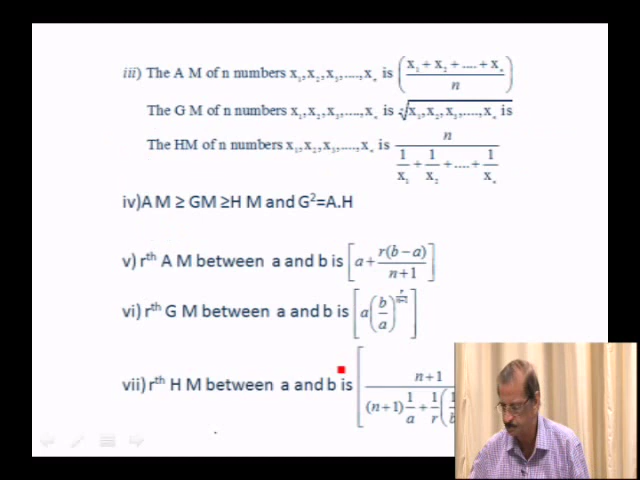 iii) The A M of n numbers x₁,x₂,x₃,....,xₙ is (x₁ + x₂ + .... + xₙ / n)
The G M of n numbers x₁,x₂,x₃,....,xₙ is ⁿ√x₁,x₂,x₃,....,xₙ is
The HM of n numbers x₁,x₂,x₃,....,xₙ is n / (1/x₁ + 1/x₂ + .... + 1/xₙ)
iv)A M ≥ GM ≥H M and G²=A.H
v) rᵗʰ A M between a and b is [a + r(b−a) / n+1]
vi) rᵗʰ G M between a and b is [a(b/a)^(r/n+1)]
vii) rᵗʰ H M between a and b is [n+1 / (n+1) 1/a + 1/r (1/b